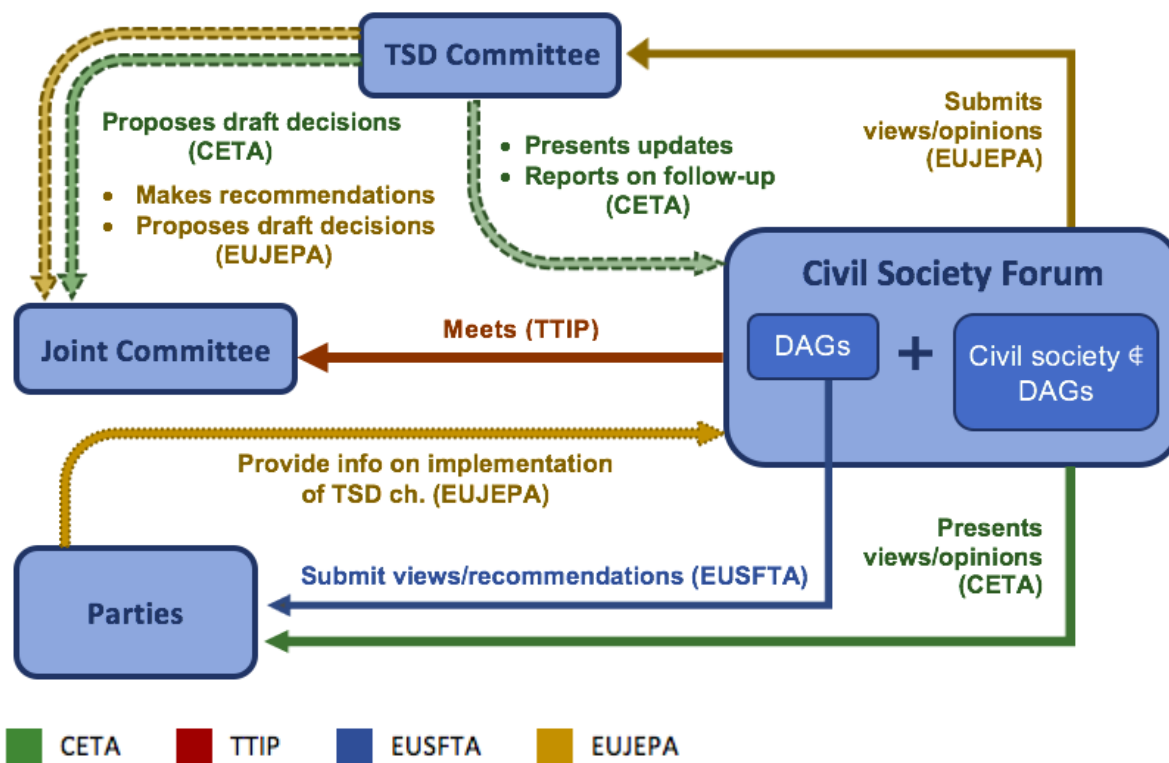 TSD Committee
Proposes draft decisions
(CETA)
• Makes recommendations
• Proposes draft decisions
(EUJEPA)
• Presents updates
• Reports on follow-up
(CETA)
Submits
views/opinions
(EUJEPA)
Civil Society Forum
DAGs
+
Civil society ∉
DAGs
Joint Committee
Meets (TTIP)
Provide info on implementation
of TSD ch. (EUJEPA)
Presents
views/opinions
(CETA)
Submit views/recommendations (EUSFTA)
Parties
CETA
TTIP
EUSFTA
EUJEPA